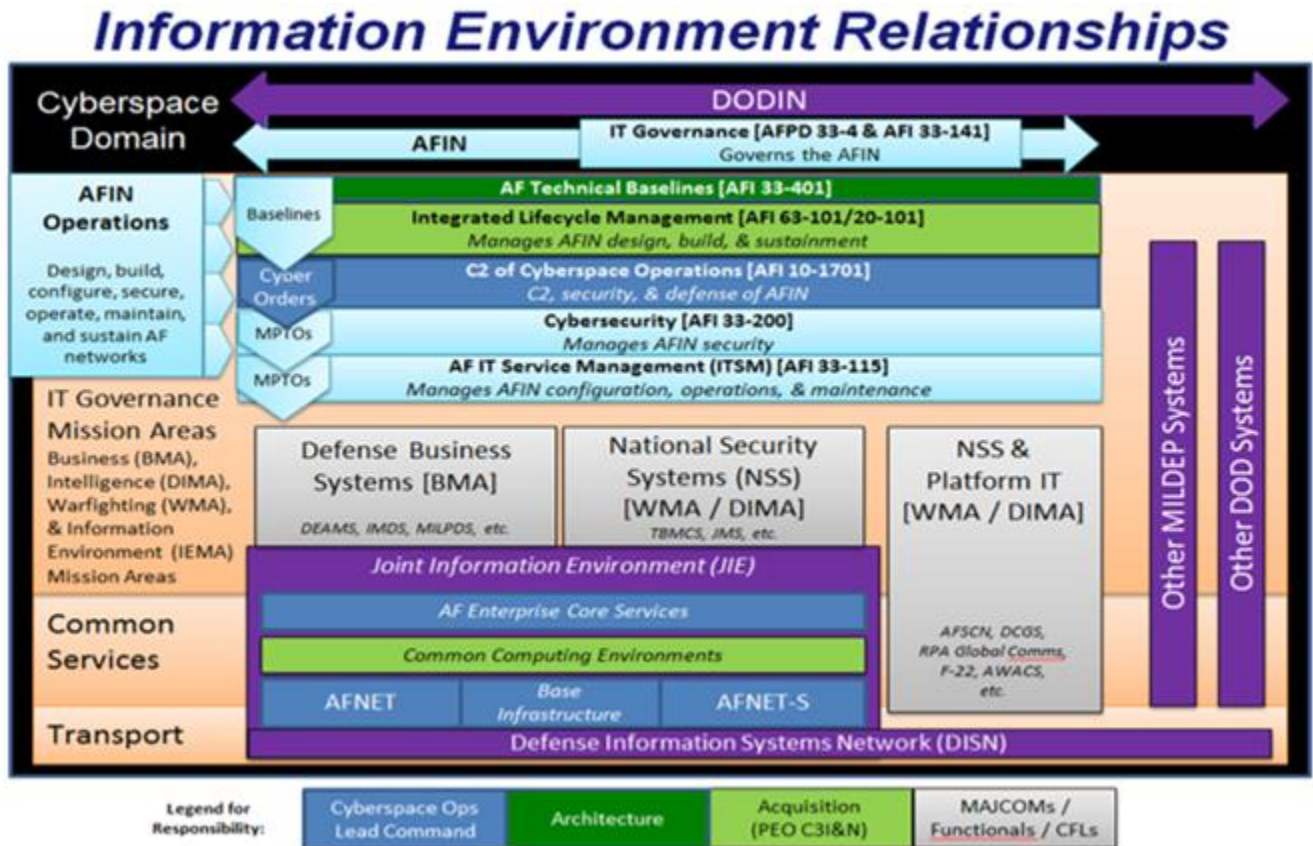 Information Environment Relationships
Cyberspace
Domain
DODIN
AFIN
IT Governance [AFPD 33-4 & AFI 33-141]
Governs the AFIN
AFIN
Operations
Design, build,
configure, secure,
operate, maintain,
and sustain AF
networks
Baselines
Cyber
Orders
MPTOs
MPTOs
AF Technical Baselines [AFI 33-401]
Integrated Lifecycle Management [AFI 63-101/20-101]
Manages AFIN design, build, & sustainment
C2 of Cyberspace Operations [AFI 10-1701]
C2, security, & defense of AFIN
Cybersecurity [AFI 33-200]
Manages AFIN security
AF IT Service Management (ITSM) [AFI 33-115]
Manages AFIN configuration, operations, & maintenance
IT Governance
Mission Areas
Business (BMA),
Intelligence (DIMA),
Warfighting (WMA),
& Information
Environment (IEMA)
Mission Areas
Defense Business
Systems [BMA]
DEAMS, IMDS, MILPDS, etc.
National Security
Systems (NSS)
[WMA / DIMA]
TBMCS, JMS, etc.
NSS &
Platform IT
[WMA / DIMA]
AFSCN, DCGS,
RPA Global Comms,
F-22, AWACS,
etc.
Other MILDEP Systems
Other DOD Systems
Joint Information Environment (JIE)
Common
Services
AF Enterprise Core Services
Common Computing Environments
AFNET
Base
Infrastructure
AFNET-S
Transport
Defense Information Systems Network (DISN)
Legend for
Responsibility:
Cyberspace Ops
Lead Command
Architecture
Acquisition
(PEO C3I&N)
MAJCOMs /
Functionals / CFLs